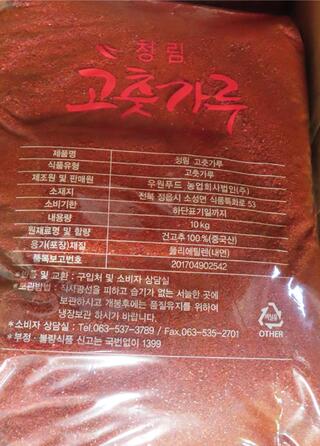 청림
고춧가루
제품명 청림 고춧가루
식품유형 고춧가루
제조원 및 판매원 우원푸드 농업회사법인(주)
소재지 전북 정읍시 소성면 식품특화로 53
소비기한 하단표기일까지
내용량 10 kg
원재료명 및 함량 건고추 100%(중국산)
용기(포장)재질 폴리에틸렌(내면)
품목보고번호 201704902542
*반품 및 교환 : 구입처 및 소비자 상담실
*보관방법 : 직사광선을 피하고 습기가 없는 서늘한 곳에
보관하시고 개봉후에는 품질유지를 위하여
냉장보관 하시기 바랍니다.
*소비자 상담실 : Tel.063-537-3789 / Fax.063-535-2701
*부정·불량식품 신고는 국번없이 1399
OTHER